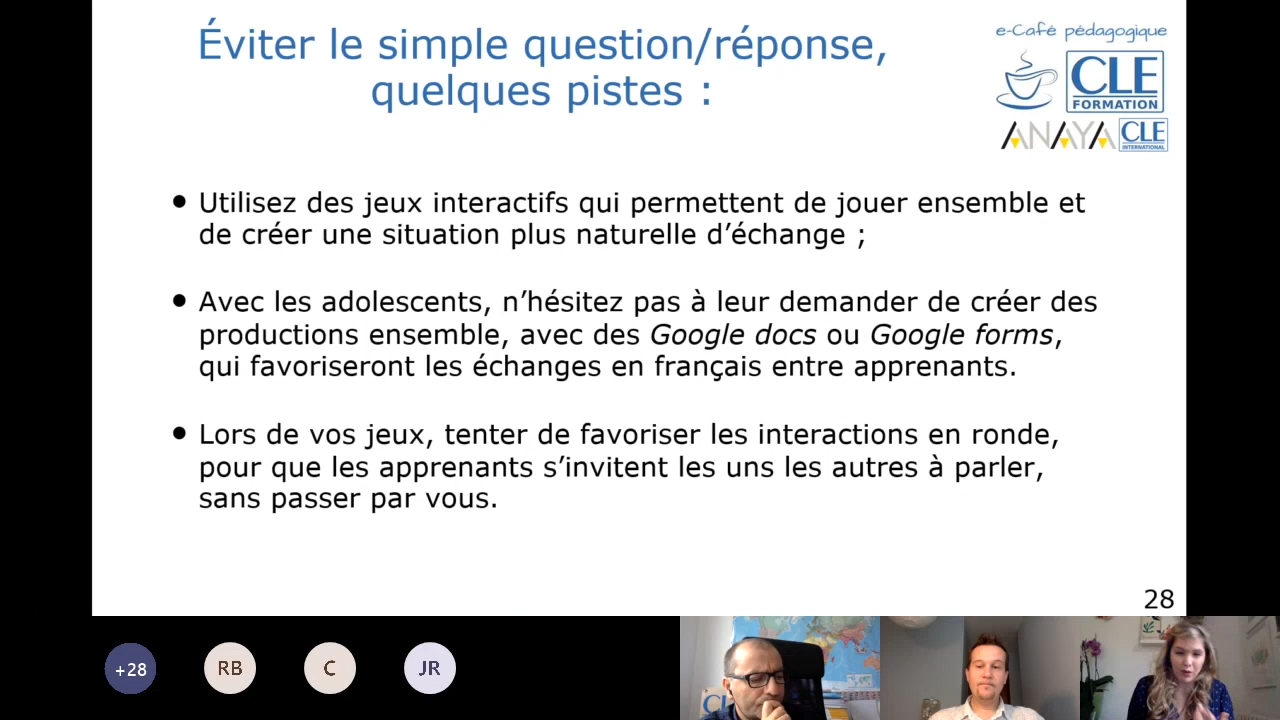 Éviter le simple question/réponse,
quelques pistes :
e-Café pédagogique
CLE
FORMATION
ANAYA
CLE
INTERNATIONAL
• Utilisez des jeux interactifs qui permettent de jouer ensemble et
de créer une situation plus naturelle d’échange ;
• Avec les adolescents, n’hésitez pas à leur demander de créer des
productions ensemble, avec des Google docs ou Google forms,
qui favoriseront les échanges en français entre apprenants.
• Lors de vos jeux, tenter de favoriser les interactions en ronde,
pour que les apprenants s’invitent les uns les autres à parler,
sans passer par vous.
28
+28
RB
C
JR